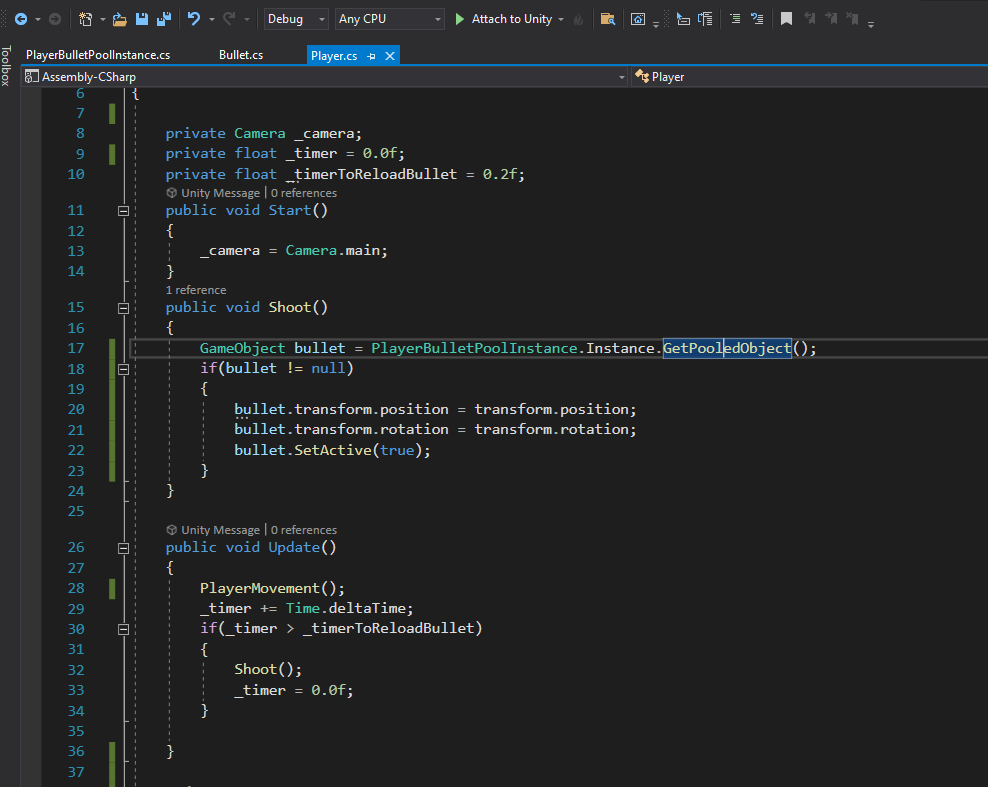 Debug Any CPU Attach to Unity
Toolbox
PlayerBulletPoolInstance.cs Bullet.cs Player.cs
Assembly-CSharp Player
6 {
7
8 private Camera _camera;
9 private float _timer = 0.0f;
10 private float _timerToReloadBullet = 0.2f;
Unity Message | 0 references
11 public void Start()
12 {
13 _camera = Camera.main;
14 }
1 reference
15 public void Shoot()
16 {
17 GameObject bullet = PlayerBulletPoolInstance.Instance.GetPooledObject();
18 if(bullet != null)
19 {
20 bullet.transform.position = transform.position;
21 bullet.transform.rotation = transform.rotation;
22 bullet.SetActive(true);
23 }
24 }
25
Unity Message | 0 references
26 public void Update()
27 {
28 PlayerMovement();
29 _timer += Time.deltaTime;
30 if(_timer > _timerToReloadBullet)
31 {
32 Shoot();
33 _timer = 0.0f;
34 }
35
36 }
37